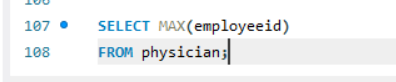 107 SELECT MAX(employeeid)
108 FROM physician;